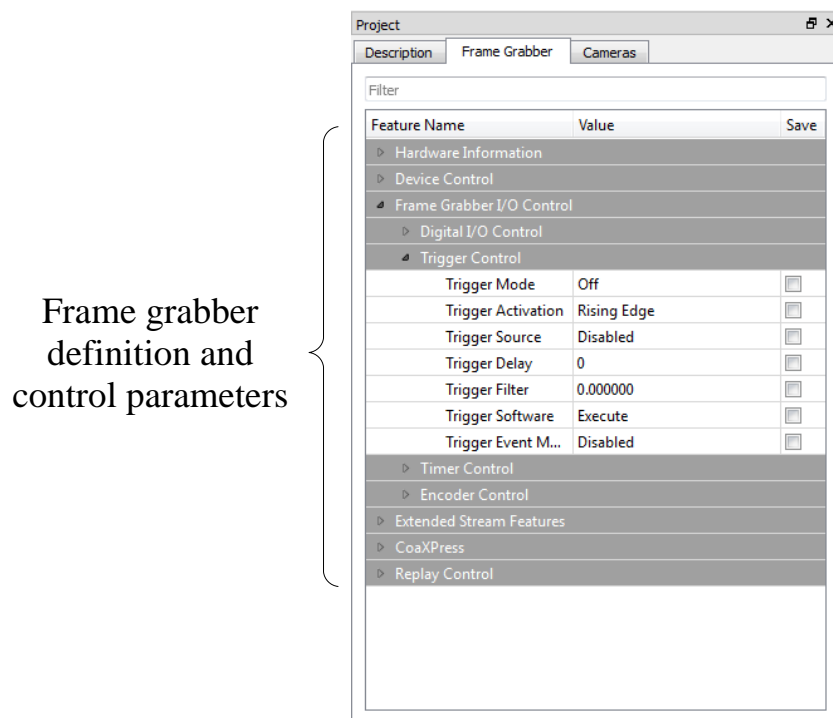 Project
Description Frame Grabber Cameras
Filter
Feature Name Value Save
Hardware Information
Device Control
Frame Grabber I/O Control
Digital I/O Control
Trigger Control
Trigger Mode Off
Trigger Activation Rising Edge
Trigger Source Disabled
Trigger Delay 0
Trigger Filter 0.000000
Trigger Software Execute
Trigger Event M... Disabled
Timer Control
Encoder Control
Extended Stream Features
CoaXPress
Replay Control
Frame grabber
definition and
control parameters